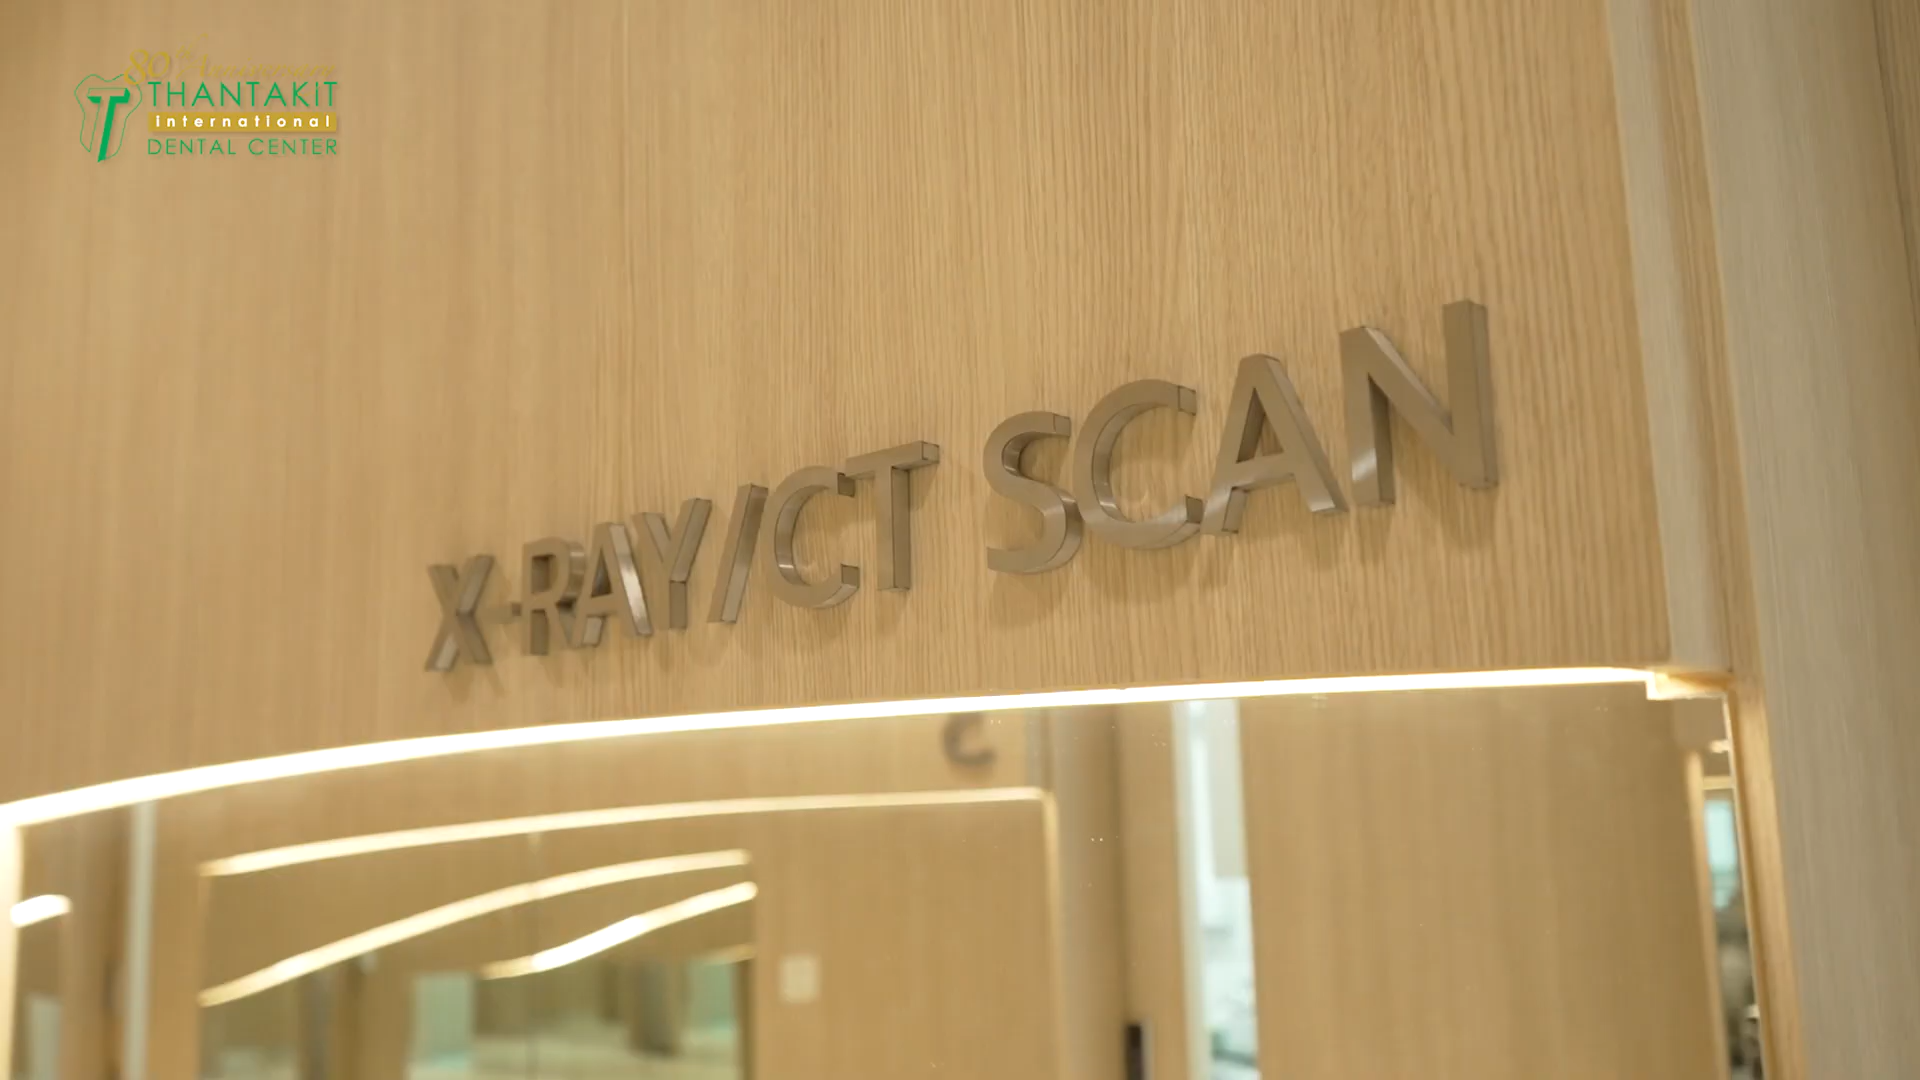 80th Anniversary
THANTAKiT
international
DENTAL CENTER
X-RAY/CT SCAN